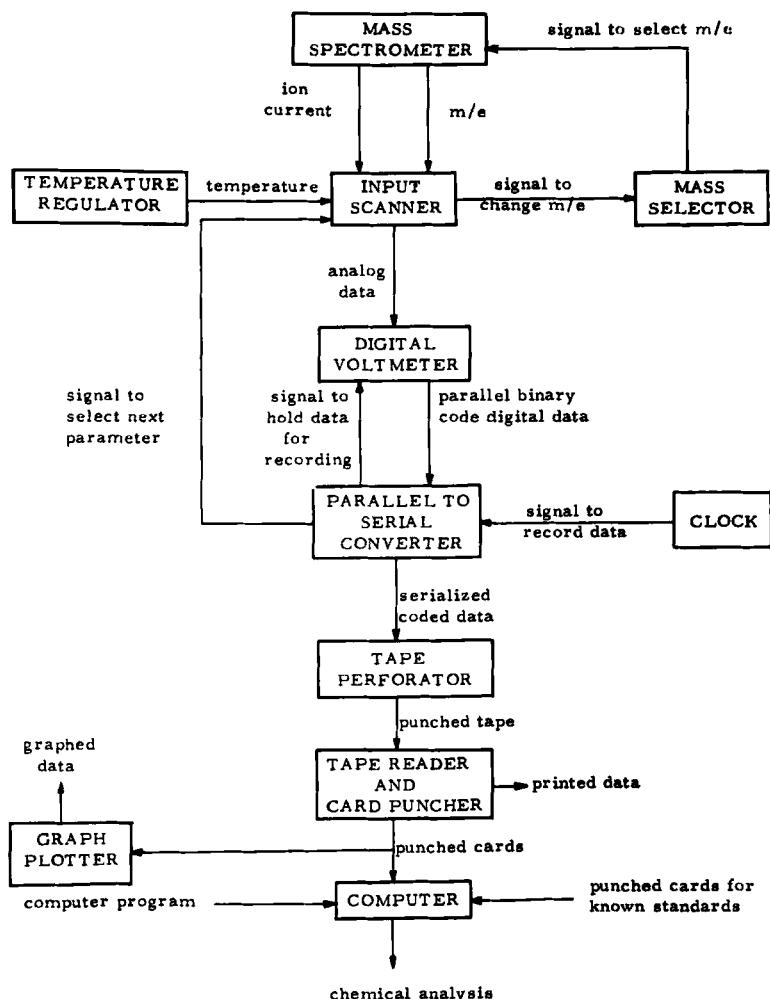 MASS
SPECTROMETER
signal to select m/e
ion
current
m/e
TEMPERATURE
REGULATOR
temperature
INPUT
SCANNER
signal to
change m/e
MASS
SELECTOR
analog
data
DIGITAL
VOLTMETER
signal to
select next
parameter
signal to
hold data
for
recording
parallel binary
code digital data
PARALLEL TO
SERIAL
CONVERTER
signal to
record data
CLOCK
serialized
coded data
TAPE
PERFORATOR
punched tape
graphed
data
TAPE READER
AND
CARD PUNCHER
printed data
GRAPH
PLOTTER
punched cards
computer program
COMPUTER
punched cards for
known standards
chemical analysis